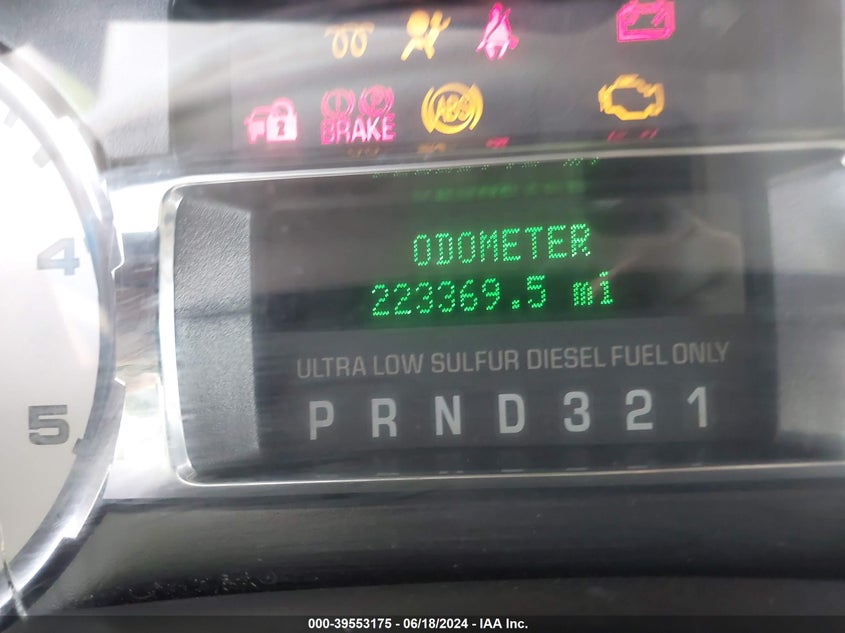 BRAKE
ABS
4
ODOMETER
223369.5 mi
ULTRA LOW SULFUR DIESEL FUEL ONLY
5
P R N D 3 2 1
000-39553175 - 06/18/2024 - IAA Inc.